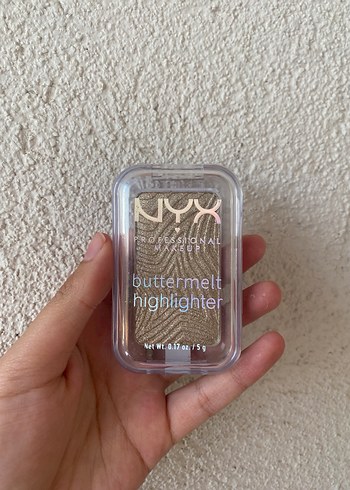 NYX
PROFESSIONAL
MAKEUP
buttermelt
highlighter
Net Wt. 0.17 oz. / 5 g